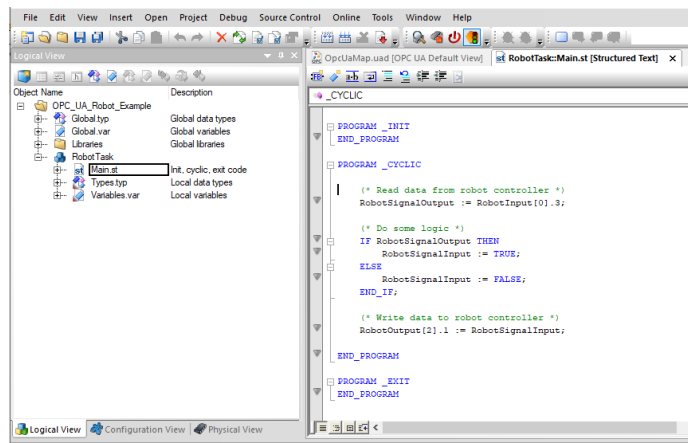 File Edit View Insert Open Project Debug Source Control Online Tools Window Help
Logical View
OpcUaMap.uad [OPC UA Default View] RobotTask::Main.st [Structured Text] x
Object Name Description
_CYCLIC
OPC_UA_Robot_Example
Global.typ Global data types
Global.var Global variables
Libraries Global libraries
RobotTask
st Main.st Init, cyclic, exit code
Types.typ Local data types
Variables.var Local variables
PROGRAM _INIT
END_PROGRAM
PROGRAM _CYCLIC
(* Read data from robot controller *)
RobotSignalOutput := RobotInput[0].3;
(* Do some logic *)
IF RobotSignalOutput THEN
RobotSignalInput := TRUE;
ELSE
RobotSignalInput := FALSE;
END_IF;
(* Write data to robot controller *)
RobotOutput[2].1 := RobotSignalInput;
END_PROGRAM
PROGRAM _EXIT
END_PROGRAM
Logical View Configuration View Physical View